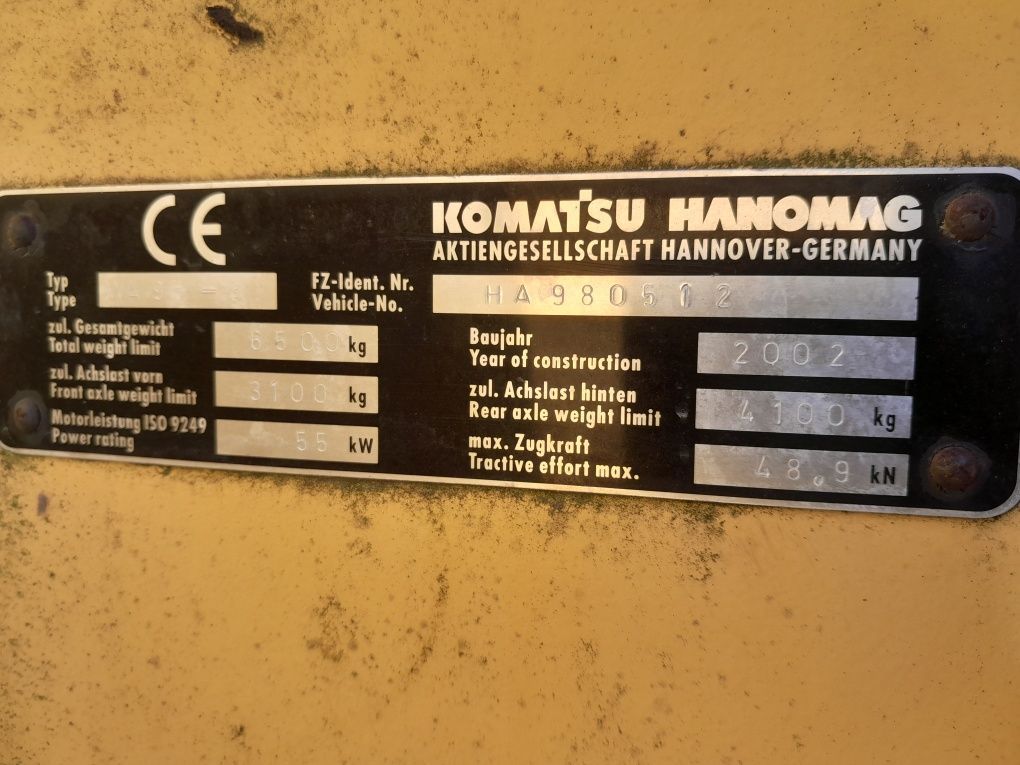 CE
KOMATSU HANOMAG
AKTIENGESELLSCHAFT HANNOVER-GERMANY
Typ
Type
FZ-Ident. Nr.
Vehicle-No.
HA980512
zul. Gesamtgewicht
Total weight limit
6500 kg
Baujahr
Year of construction
2002
zul. Achslast vorn
Front axle weight limit
3100 kg
zul. Achslast hinten
Rear axle weight limit
4100 kg
Motorleistung ISO 9249
Power rating
55 kW
max. Zugkraft
Tractive effort max.
48.9 kN